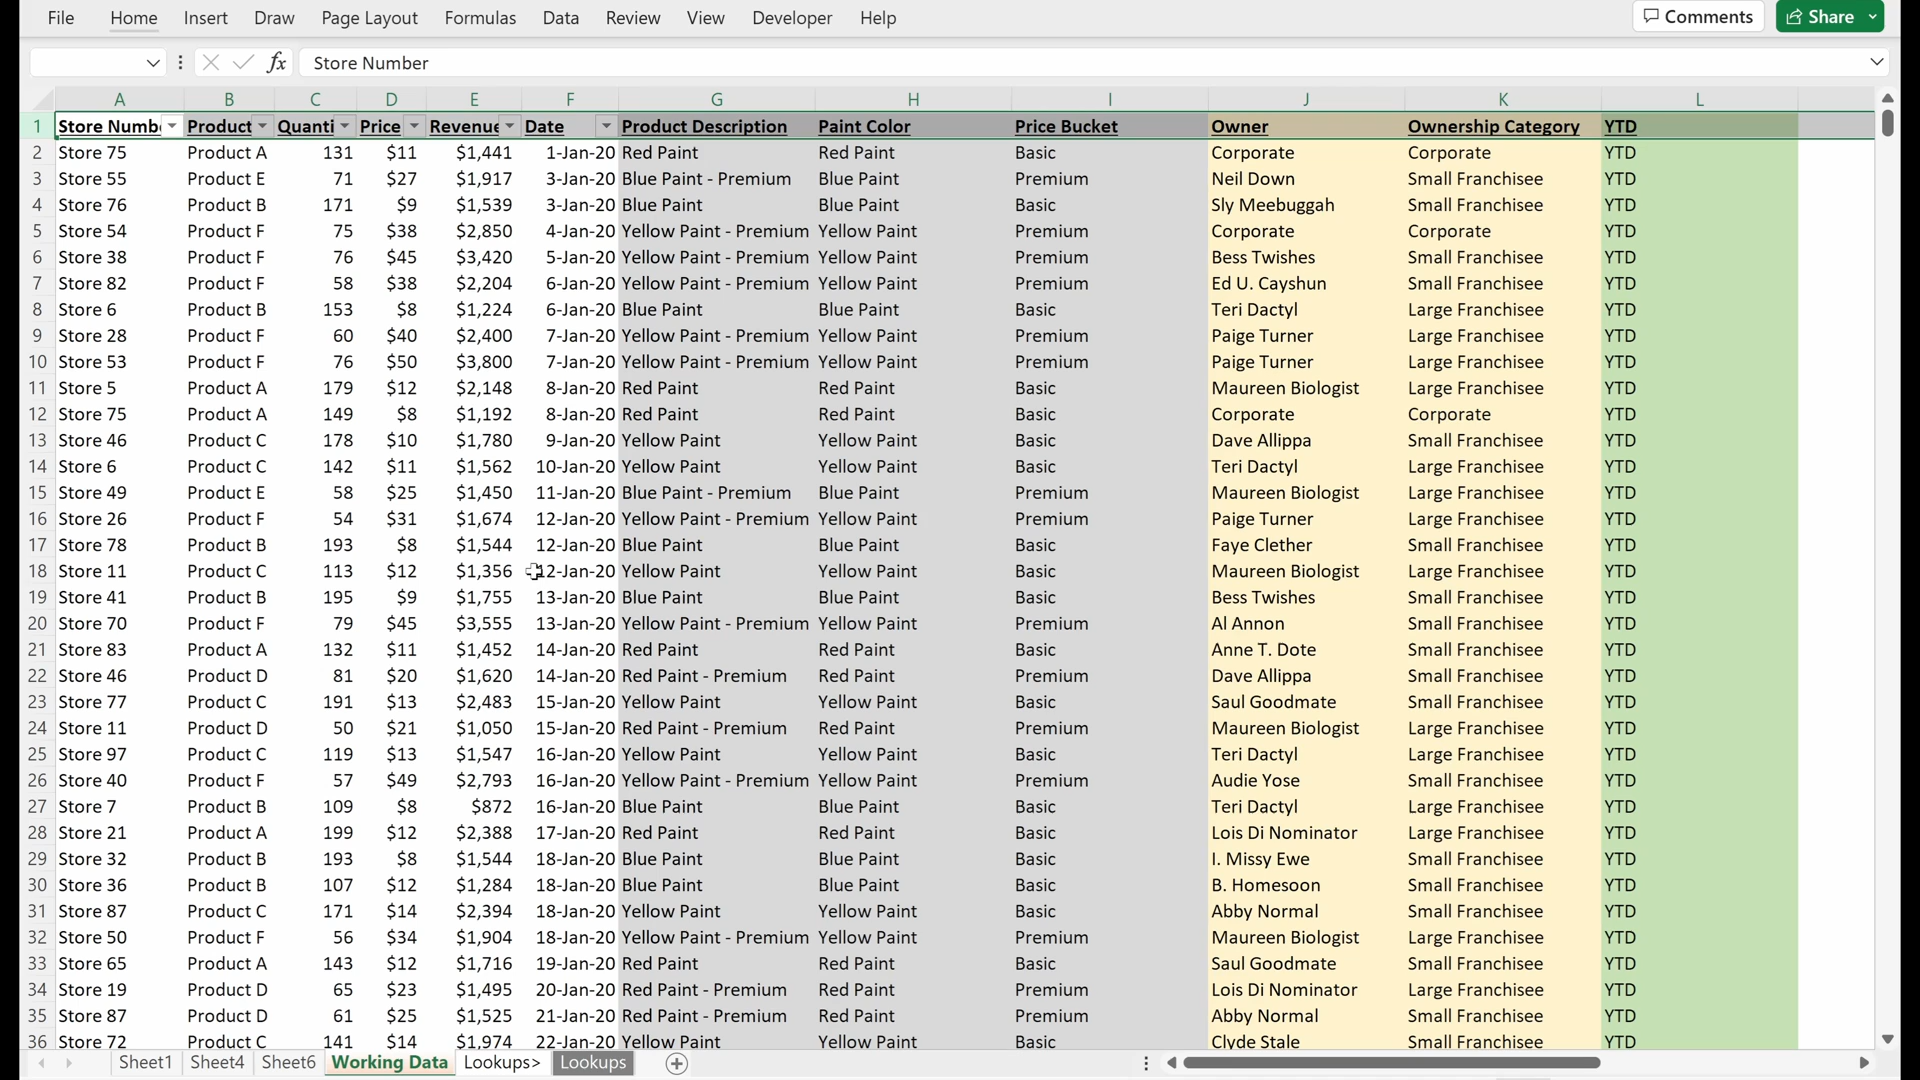 File Home Insert Draw Page Layout Formulas Data Review View Developer Help Comments Share
fx Store Number
A B C D E F G H I J K L
1 Store Numb Product Quanti Price Revenue Date Product Description Paint Color Price Bucket Owner Ownership Category YTD
2 Store 75 Product A 131 $11 $1,441 1-Jan-20 Red Paint Red Paint Basic Corporate Corporate YTD
3 Store 55 Product E 71 $27 $1,917 3-Jan-20 Blue Paint - Premium Blue Paint Premium Neil Down Small Franchisee YTD
4 Store 76 Product B 171 $9 $1,539 3-Jan-20 Blue Paint Blue Paint Basic Sly Meebuggah Small Franchisee YTD
5 Store 54 Product F 75 $38 $2,850 4-Jan-20 Yellow Paint - Premium Yellow Paint Premium Corporate Corporate YTD
6 Store 38 Product F 76 $45 $3,420 5-Jan-20 Yellow Paint - Premium Yellow Paint Premium Bess Twishes Small Franchisee YTD
7 Store 82 Product F 58 $38 $2,204 6-Jan-20 Yellow Paint - Premium Yellow Paint Premium Ed U. Cayshun Small Franchisee YTD
8 Store 6 Product B 153 $8 $1,224 6-Jan-20 Blue Paint Blue Paint Basic Teri Dactyl Large Franchisee YTD
9 Store 28 Product F 60 $40 $2,400 7-Jan-20 Yellow Paint - Premium Yellow Paint Premium Paige Turner Large Franchisee YTD
10 Store 53 Product F 76 $50 $3,800 7-Jan-20 Yellow Paint - Premium Yellow Paint Premium Paige Turner Large Franchisee YTD
11 Store 5 Product A 179 $12 $2,148 8-Jan-20 Red Paint Red Paint Basic Maureen Biologist Large Franchisee YTD
12 Store 75 Product A 149 $8 $1,192 8-Jan-20 Red Paint Red Paint Basic Corporate Corporate YTD
13 Store 46 Product C 178 $10 $1,780 9-Jan-20 Yellow Paint Yellow Paint Basic Dave Allippa Small Franchisee YTD
14 Store 6 Product C 142 $11 $1,562 10-Jan-20 Yellow Paint Yellow Paint Basic Teri Dactyl Large Franchisee YTD
15 Store 49 Product E 58 $25 $1,450 11-Jan-20 Blue Paint - Premium Blue Paint Premium Maureen Biologist Large Franchisee YTD
16 Store 26 Product F 54 $31 $1,674 12-Jan-20 Yellow Paint - Premium Yellow Paint Premium Paige Turner Large Franchisee YTD
17 Store 78 Product B 193 $8 $1,544 12-Jan-20 Blue Paint Blue Paint Basic Faye Clether Small Franchisee YTD
18 Store 11 Product C 113 $12 $1,356 12-Jan-20 Yellow Paint Yellow Paint Basic Maureen Biologist Large Franchisee YTD
19 Store 41 Product B 195 $9 $1,755 13-Jan-20 Blue Paint Blue Paint Basic Bess Twishes Small Franchisee YTD
20 Store 70 Product F 79 $45 $3,555 13-Jan-20 Yellow Paint - Premium Yellow Paint Premium Al Annon Small Franchisee YTD
21 Store 83 Product A 132 $11 $1,452 14-Jan-20 Red Paint Red Paint Basic Anne T. Dote Small Franchisee YTD
22 Store 46 Product D 81 $20 $1,620 14-Jan-20 Red Paint - Premium Red Paint Premium Dave Allippa Small Franchisee YTD
23 Store 77 Product C 191 $13 $2,483 15-Jan-20 Yellow Paint Yellow Paint Basic Saul Goodmate Small Franchisee YTD
24 Store 11 Product D 50 $21 $1,050 15-Jan-20 Red Paint - Premium Red Paint Premium Maureen Biologist Large Franchisee YTD
25 Store 97 Product C 119 $13 $1,547 16-Jan-20 Yellow Paint Yellow Paint Basic Teri Dactyl Large Franchisee YTD
26 Store 40 Product F 57 $49 $2,793 16-Jan-20 Yellow Paint - Premium Yellow Paint Premium Audie Yose Small Franchisee YTD
27 Store 7 Product B 109 $8 $872 16-Jan-20 Blue Paint Blue Paint Basic Teri Dactyl Large Franchisee YTD
28 Store 21 Product A 199 $12 $2,388 17-Jan-20 Red Paint Red Paint Basic Lois Di Nominator Large Franchisee YTD
29 Store 32 Product B 193 $8 $1,544 18-Jan-20 Blue Paint Blue Paint Basic I. Missy Ewe Small Franchisee YTD
30 Store 36 Product B 107 $12 $1,284 18-Jan-20 Blue Paint Blue Paint Basic B. Homesoon Small Franchisee YTD
31 Store 87 Product C 171 $14 $2,394 18-Jan-20 Yellow Paint Yellow Paint Basic Abby Normal Small Franchisee YTD
32 Store 50 Product F 56 $34 $1,904 18-Jan-20 Yellow Paint - Premium Yellow Paint Premium Maureen Biologist Large Franchisee YTD
33 Store 65 Product A 143 $12 $1,716 19-Jan-20 Red Paint Red Paint Basic Saul Goodmate Small Franchisee YTD
34 Store 19 Product D 65 $23 $1,495 20-Jan-20 Red Paint - Premium Red Paint Premium Lois Di Nominator Large Franchisee YTD
35 Store 87 Product D 61 $25 $1,525 21-Jan-20 Red Paint - Premium Red Paint Premium Abby Normal Small Franchisee YTD
36 Store 72 Product C 141 $14 $1,974 22-Jan-20 Yellow Paint Yellow Paint Basic Clyde Stale Small Franchisee YTD
Sheet1 Sheet4 Sheet6 Working Data Lookups> Lookups